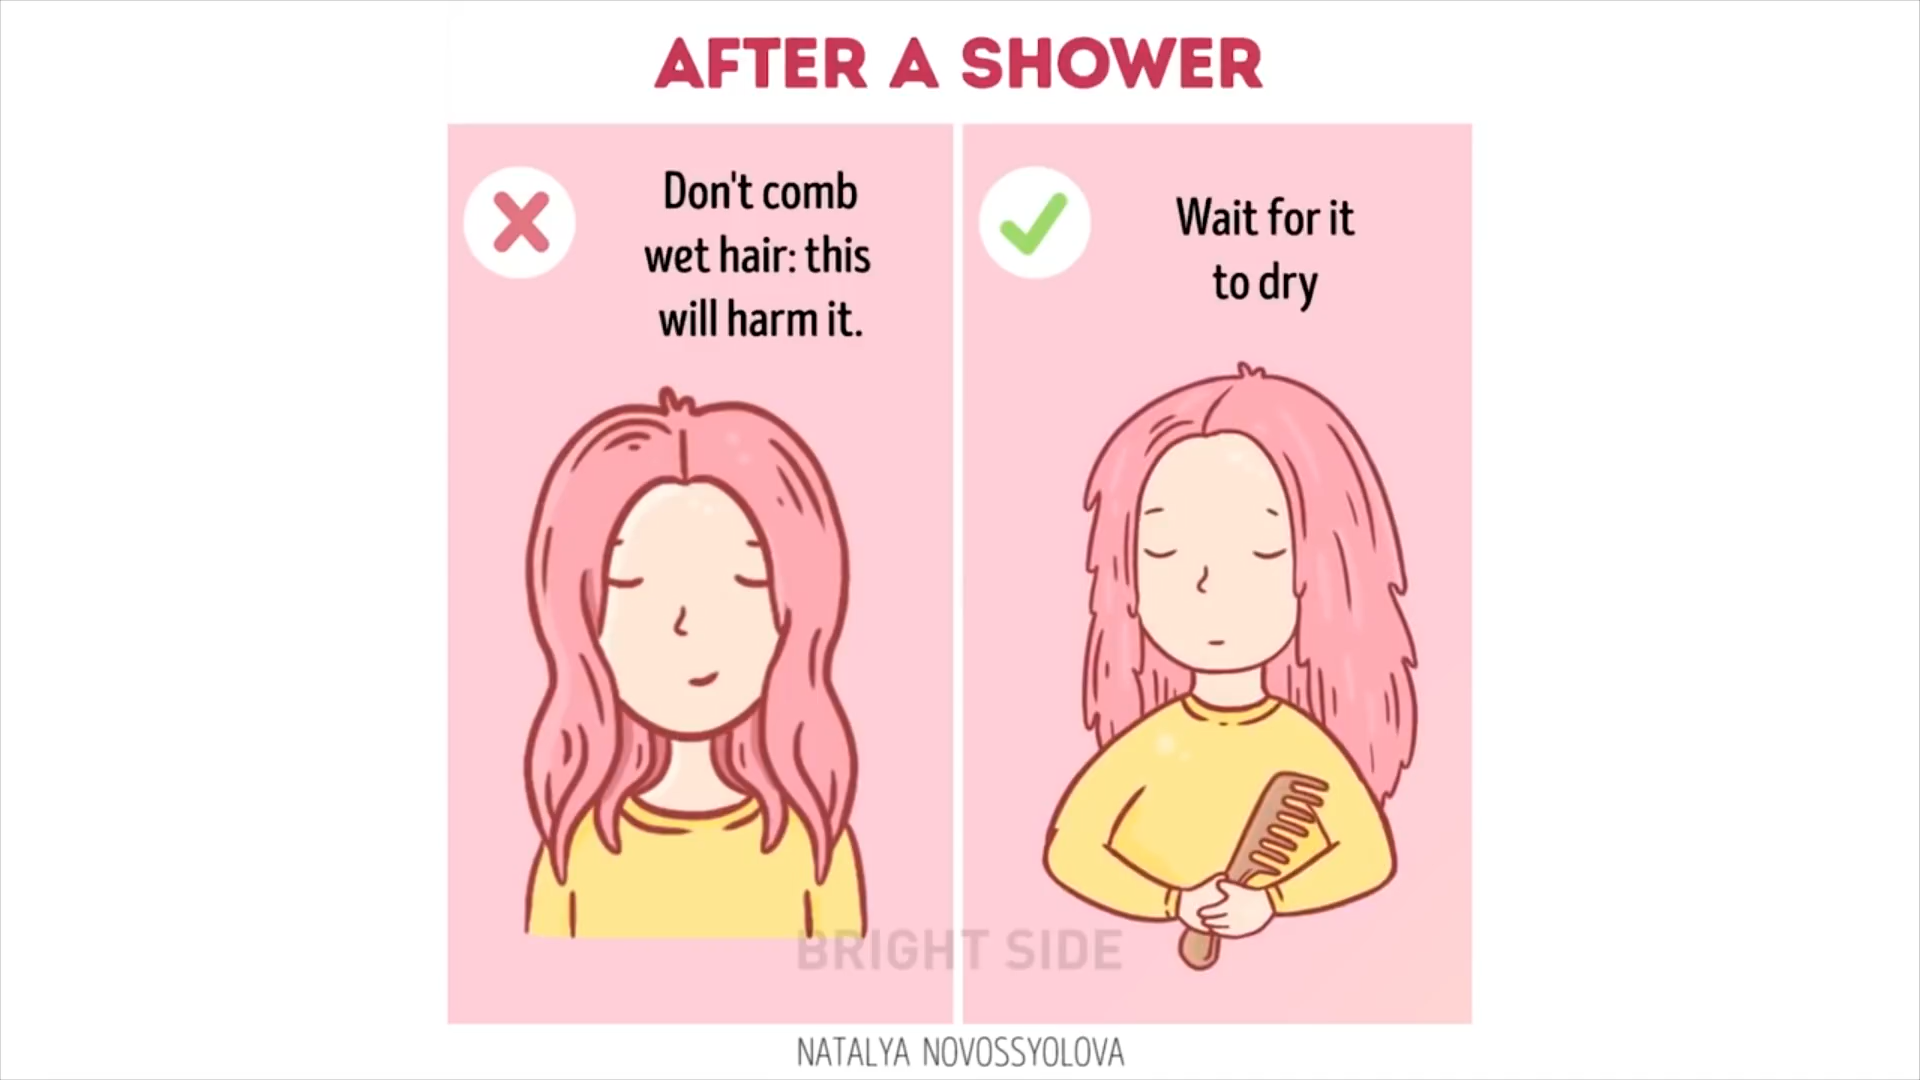 AFTER A SHOWER
Don't comb
wet hair: this
will harm it.
Wait for it
to dry
BRIGHT SIDE
NATALYA NOVOSSYOLOVA